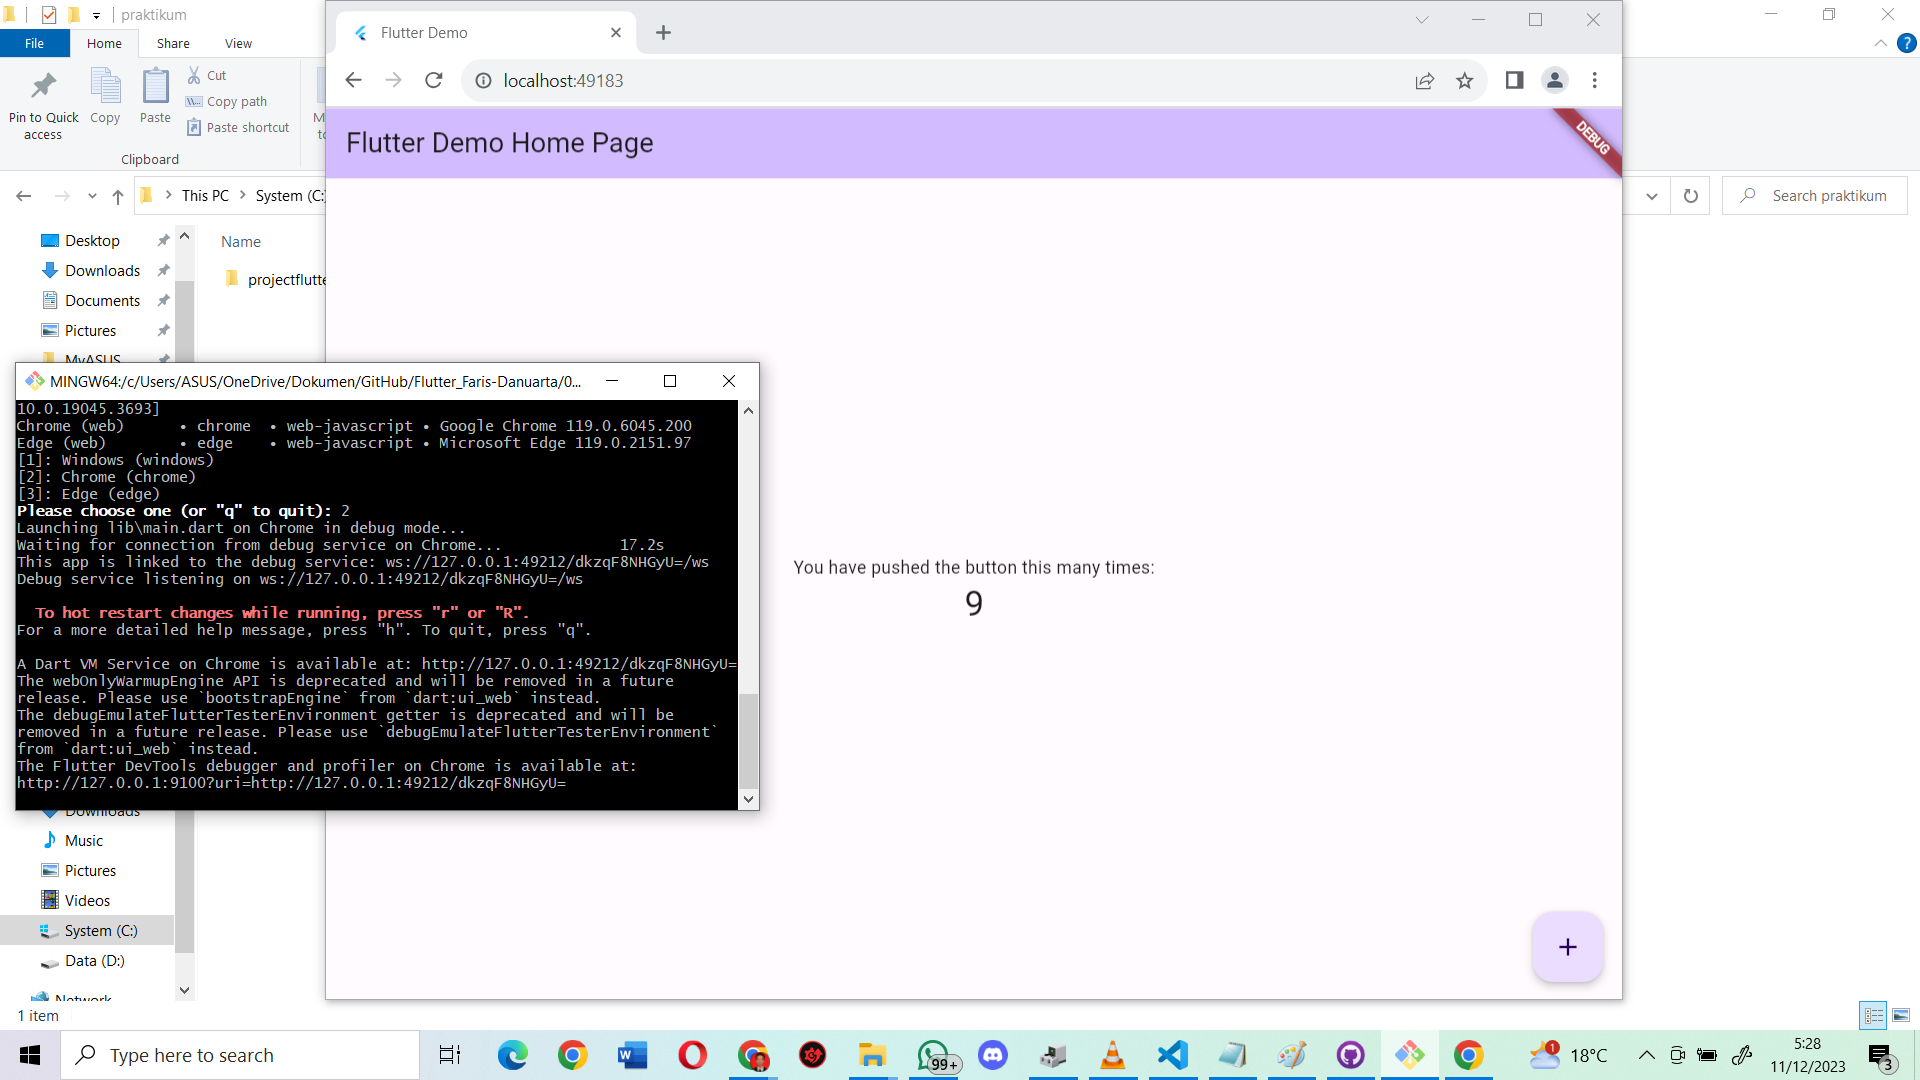 praktikum
File
Home
Share
View
Pin to Quick
access
Copy
Paste
Cut
Copy path
Paste shortcut
Clipboard
This PC
System (C:)
Search praktikum
Name
projectflutte
Desktop
Downloads
Documents
Pictures
MyASUS
Downloads
Music
Pictures
Videos
System (C:)
Data (D:)
Network
1 item
Flutter Demo
localhost:49183
Flutter Demo Home Page
DEBUG
You have pushed the button this many times:
9
+
MINGW64:/c/Users/ASUS/OneDrive/Dokumen/GitHub/Flutter_Faris-Danuarta/0...
10.0.19045.3693]
Chrome (web)      • chrome  • web-javascript • Google Chrome 119.0.6045.200
Edge (web)        • edge    • web-javascript • Microsoft Edge 119.0.2151.97
[1]: Windows (windows)
[2]: Chrome (chrome)
[3]: Edge (edge)
Please choose one (or "q" to quit): 2
Launching lib\main.dart on Chrome in debug mode...
Waiting for connection from debug service on Chrome...             17.2s
This app is linked to the debug service: ws://127.0.0.1:49212/dkzqF8NHGyU=/ws
Debug service listening on ws://127.0.0.1:49212/dkzqF8NHGyU=/ws
To hot restart changes while running, press "r" or "R".
For a more detailed help message, press "h". To quit, press "q".
A Dart VM Service on Chrome is available at: http://127.0.0.1:49212/dkzqF8NHGyU=
The webOnlyWarmupEngine API is deprecated and will be removed in a future
release. Please use `bootstrapEngine` from `dart:ui_web` instead.
The debugEmulateFlutterTesterEnvironment getter is deprecated and will be
removed in a future release. Please use `debugEmulateFlutterTesterEnvironment`
from `dart:ui_web` instead.
The Flutter DevTools debugger and profiler on Chrome is available at:
http://127.0.0.1:9100?uri=http://127.0.0.1:49212/dkzqF8NHGyU=
Type here to search
99+
1
18°C
5:28
11/12/2023
3